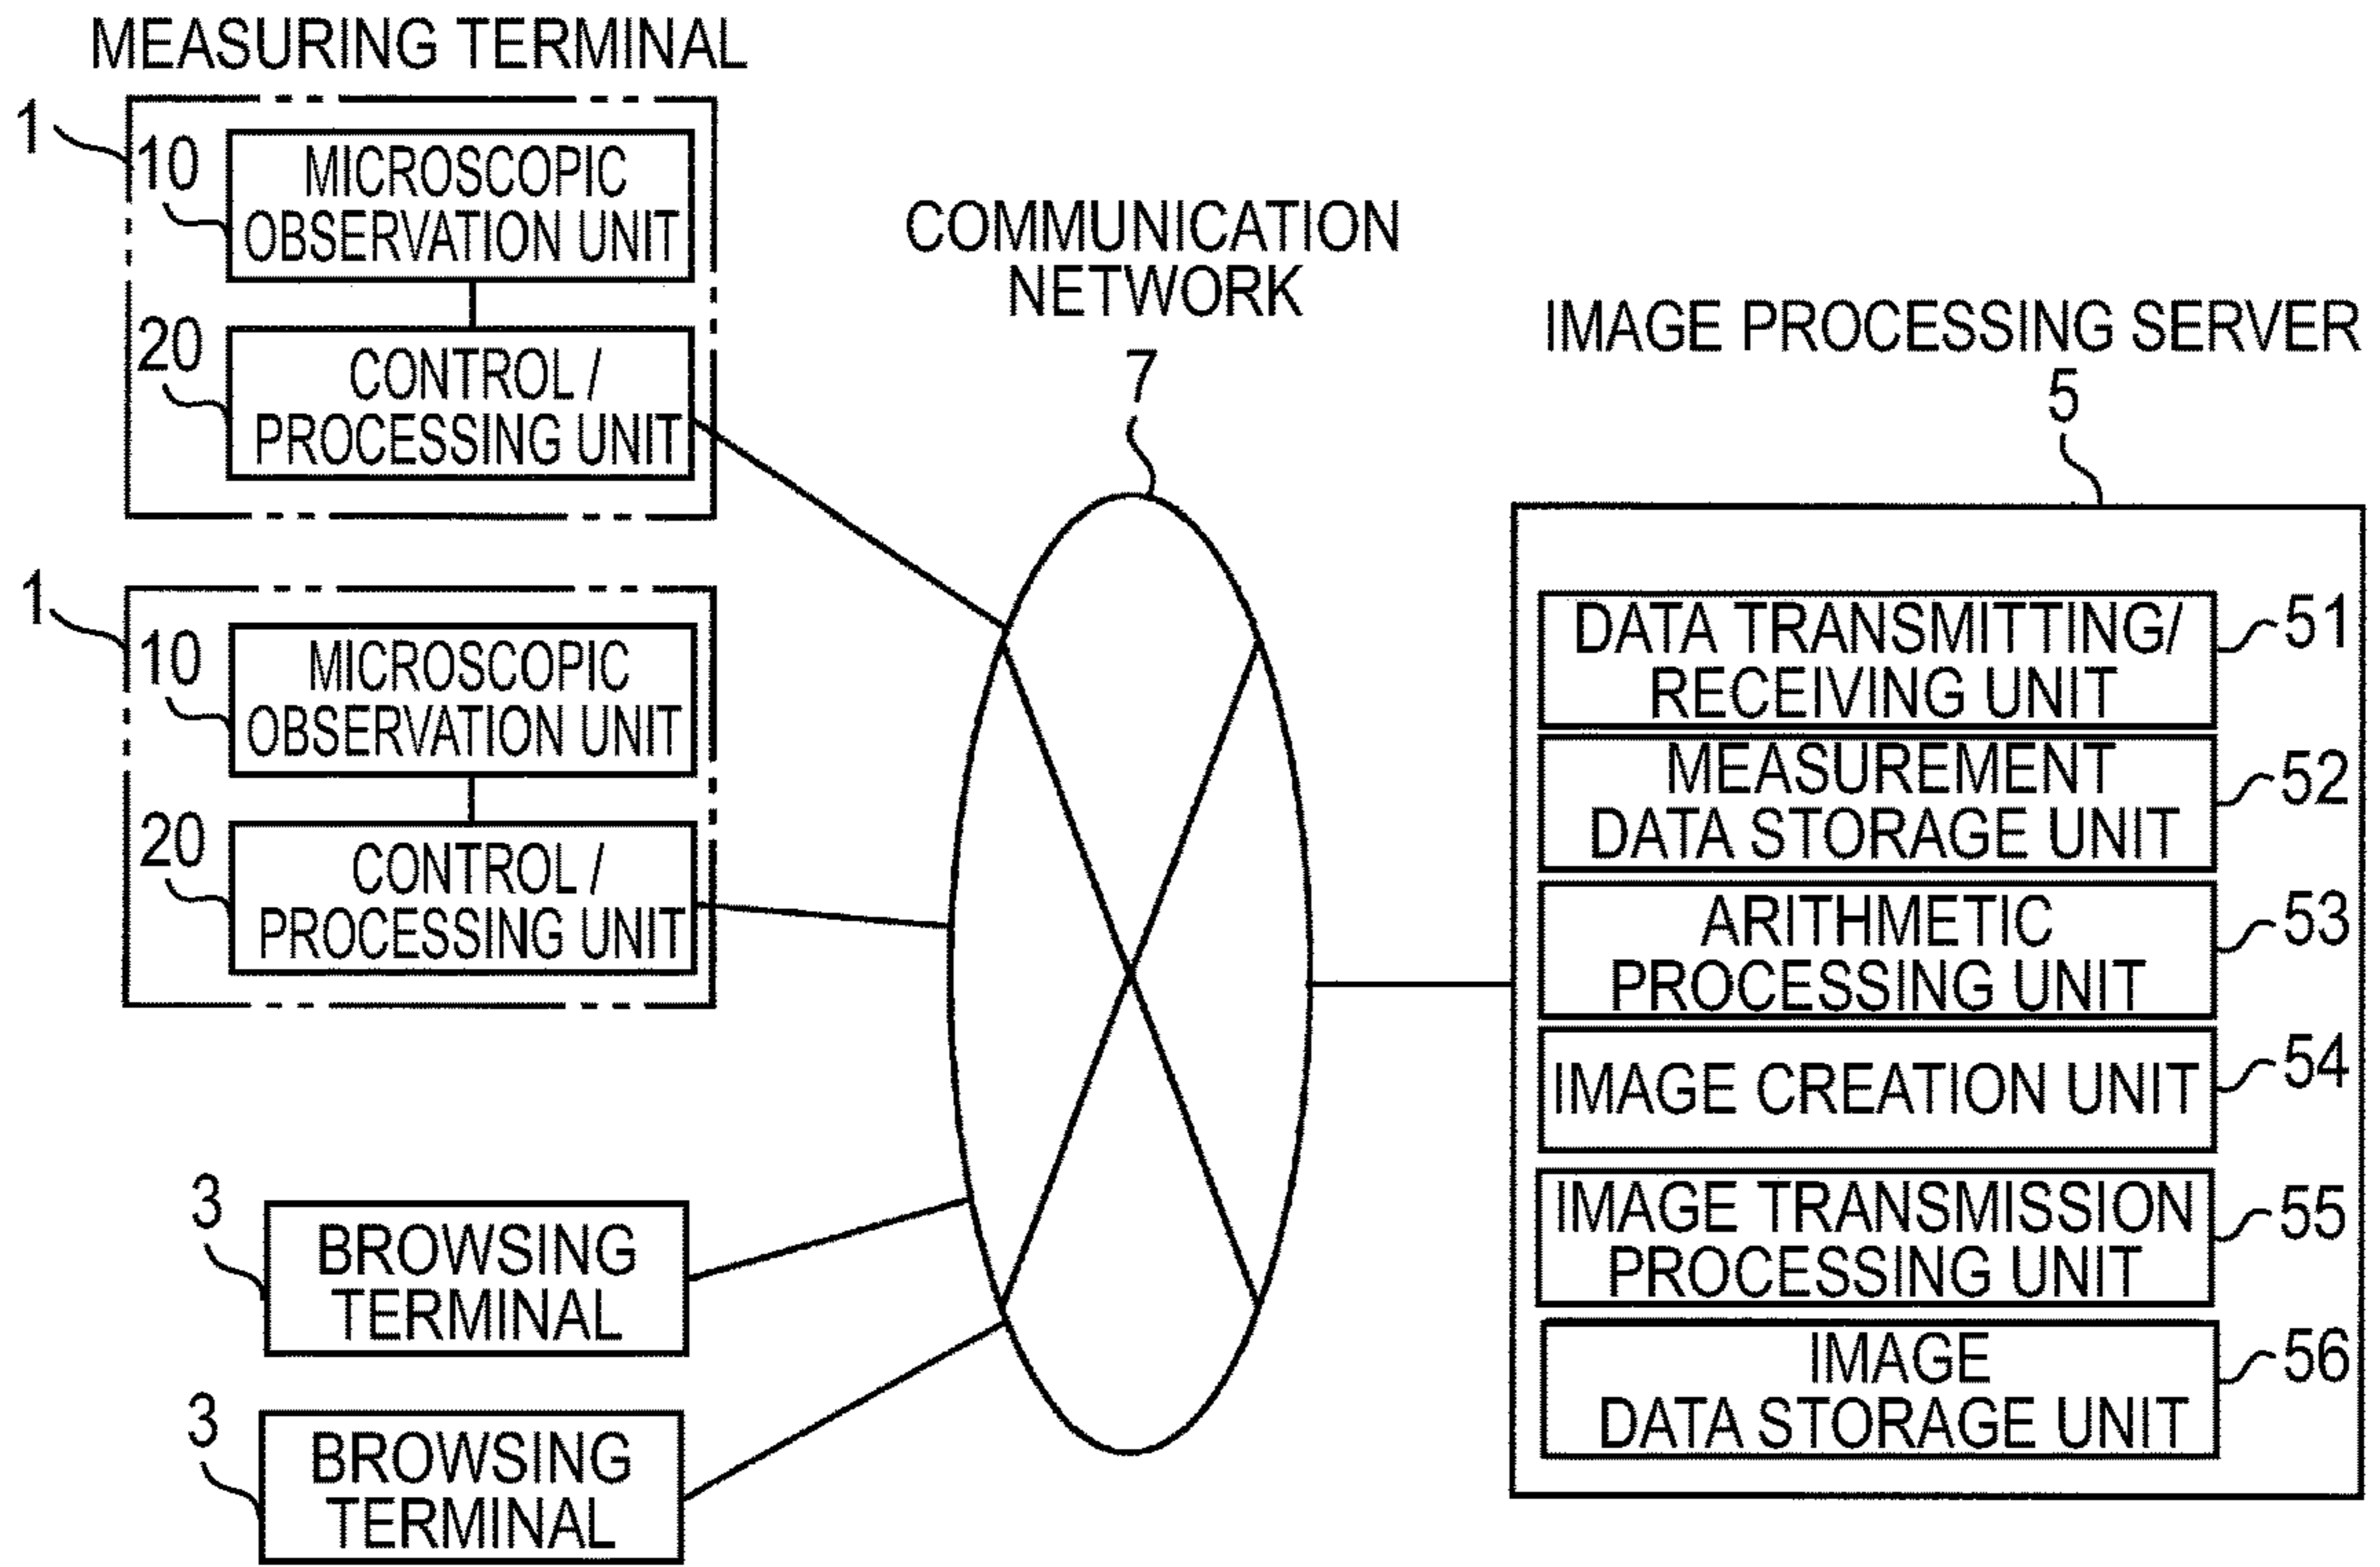 MEASURING TERMINAL
1
10
MICROSCOPIC
OBSERVATION UNIT
20
CONTROL /
PROCESSING UNIT
1
10
MICROSCOPIC
OBSERVATION UNIT
20
CONTROL /
PROCESSING UNIT
3
BROWSING
TERMINAL
3
BROWSING
TERMINAL
COMMUNICATION
NETWORK
7
IMAGE PROCESSING SERVER
5
DATA TRANSMITTING/
RECEIVING UNIT
51
MEASUREMENT
DATA STORAGE UNIT
52
ARITHMETIC
PROCESSING UNIT
53
IMAGE CREATION UNIT
54
IMAGE TRANSMISSION
PROCESSING UNIT
55
IMAGE
DATA STORAGE UNIT
56